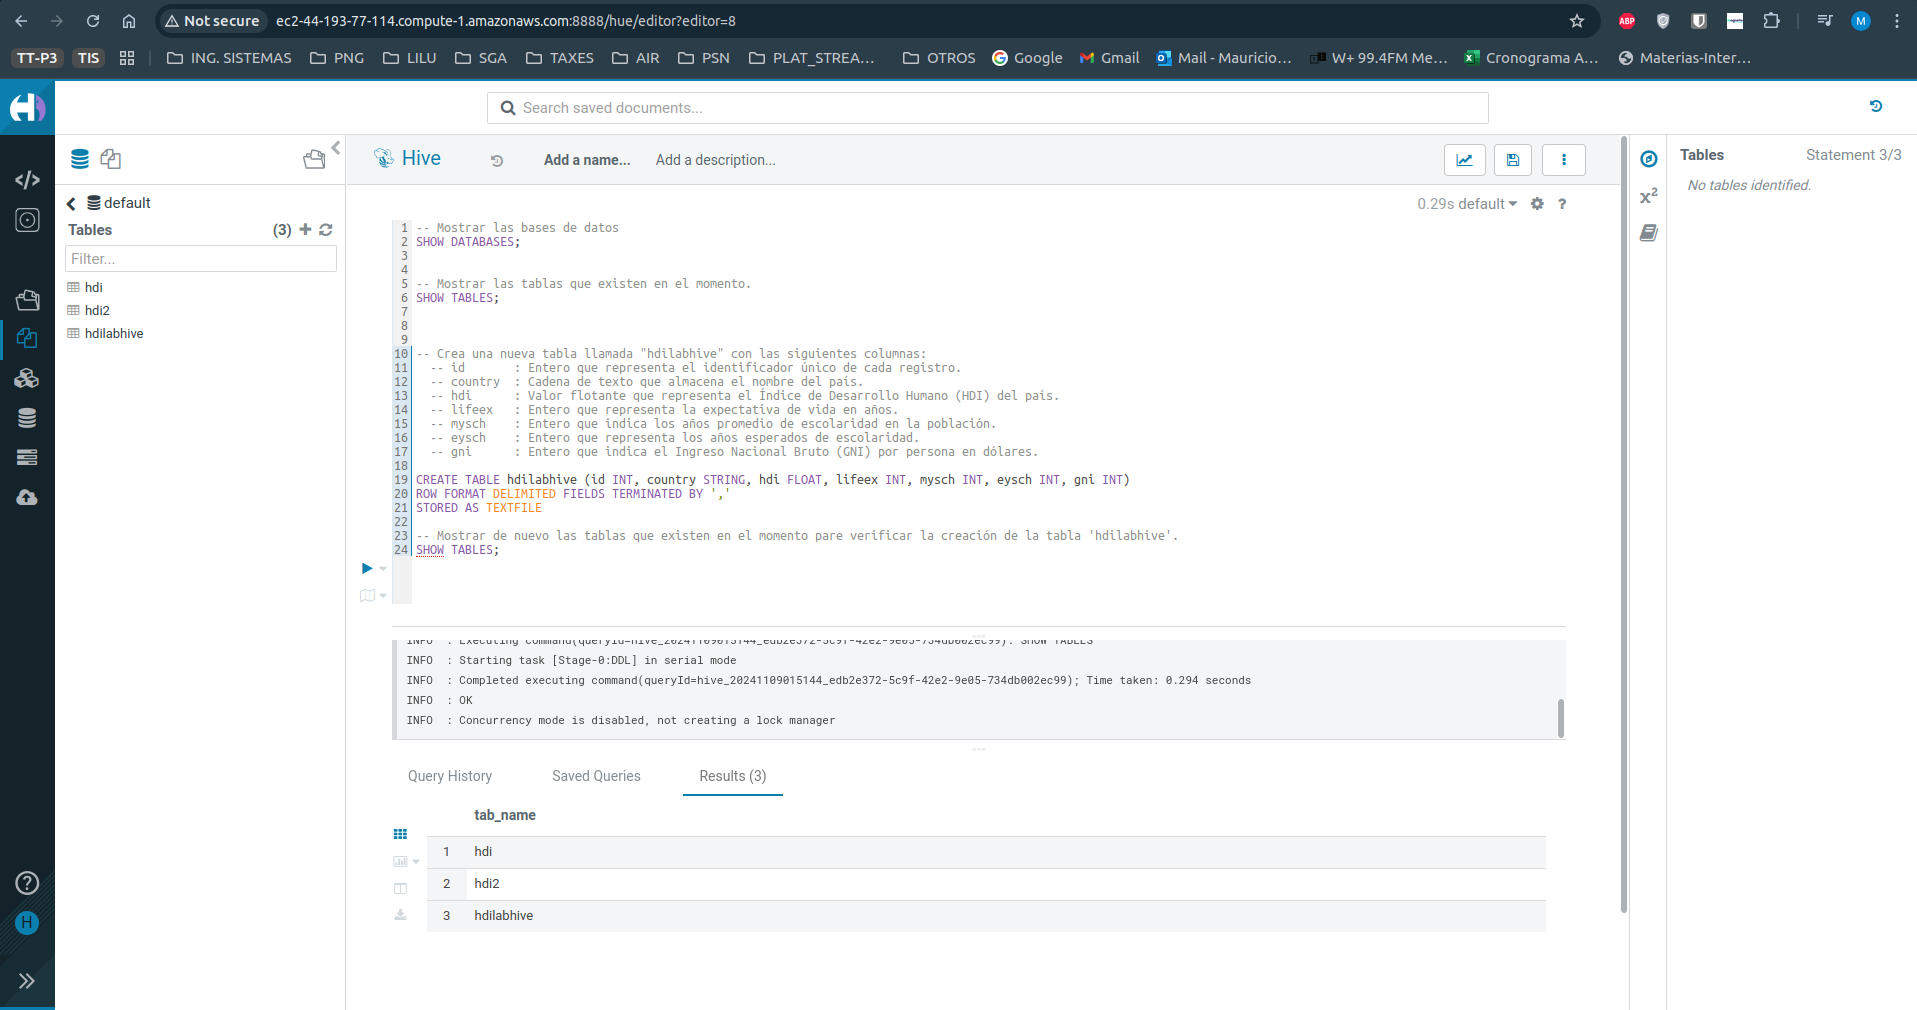 Not secure ec2-44-193-77-114.compute-1.amazonaws.com:8888/hue/editor?editor=8
ABP
M
TT-P3 TIS ING. SISTEMAS PNG LILU SGA TAXES AIR PSN PLAT_STREA... OTROS Google Gmail Mail - Mauricio... W+ 99.4FM Me... Cronograma A... Materias-Inter...
Search saved documents...
Hive Add a name... Add a description...
Tables Statement 3/3
No tables identified.
default
Tables (3)
Filter...
hdi
hdi2
hdilabhive
0.29s default ?
1 -- Mostrar las bases de datos
2 SHOW DATABASES;
3
4
5 -- Mostrar las tablas que existen en el momento.
6 SHOW TABLES;
7
8
9
10 -- Crea una nueva tabla llamada "hdilabhive" con las siguientes columnas:
11 -- id : Entero que representa el identificador único de cada registro.
12 -- country : Cadena de texto que almacena el nombre del país.
13 -- hdi : Valor flotante que representa el Índice de Desarrollo Humano (HDI) del país.
14 -- lifeex : Entero que representa la expectativa de vida en años.
15 -- mysch : Entero que indica los años promedio de escolaridad en la población.
16 -- eysch : Entero que representa los años esperados de escolaridad.
17 -- gni : Entero que indica el Ingreso Nacional Bruto (GNI) por persona en dólares.
18
19 CREATE TABLE hdilabhive (id INT, country STRING, hdi FLOAT, lifeex INT, mysch INT, eysch INT, gni INT)
20 ROW FORMAT DELIMITED FIELDS TERMINATED BY ','
21 STORED AS TEXTFILE
22
23 -- Mostrar de nuevo las tablas que existen en el momento pare verificar la creación de la tabla 'hdilabhive'.
24 SHOW TABLES;
INFO : Executing command(queryId=hive_20241109015144_edb2e372-5c9f-42e2-9e05-734db002ec99): SHOW TABLES
INFO : Starting task [Stage-0:DDL] in serial mode
INFO : Completed executing command(queryId=hive_20241109015144_edb2e372-5c9f-42e2-9e05-734db002ec99); Time taken: 0.294 seconds
INFO : OK
INFO : Concurrency mode is disabled, not creating a lock manager
Query History Saved Queries Results (3)
tab_name
1 hdi
2 hdi2
3 hdilabhive
x²
?
H